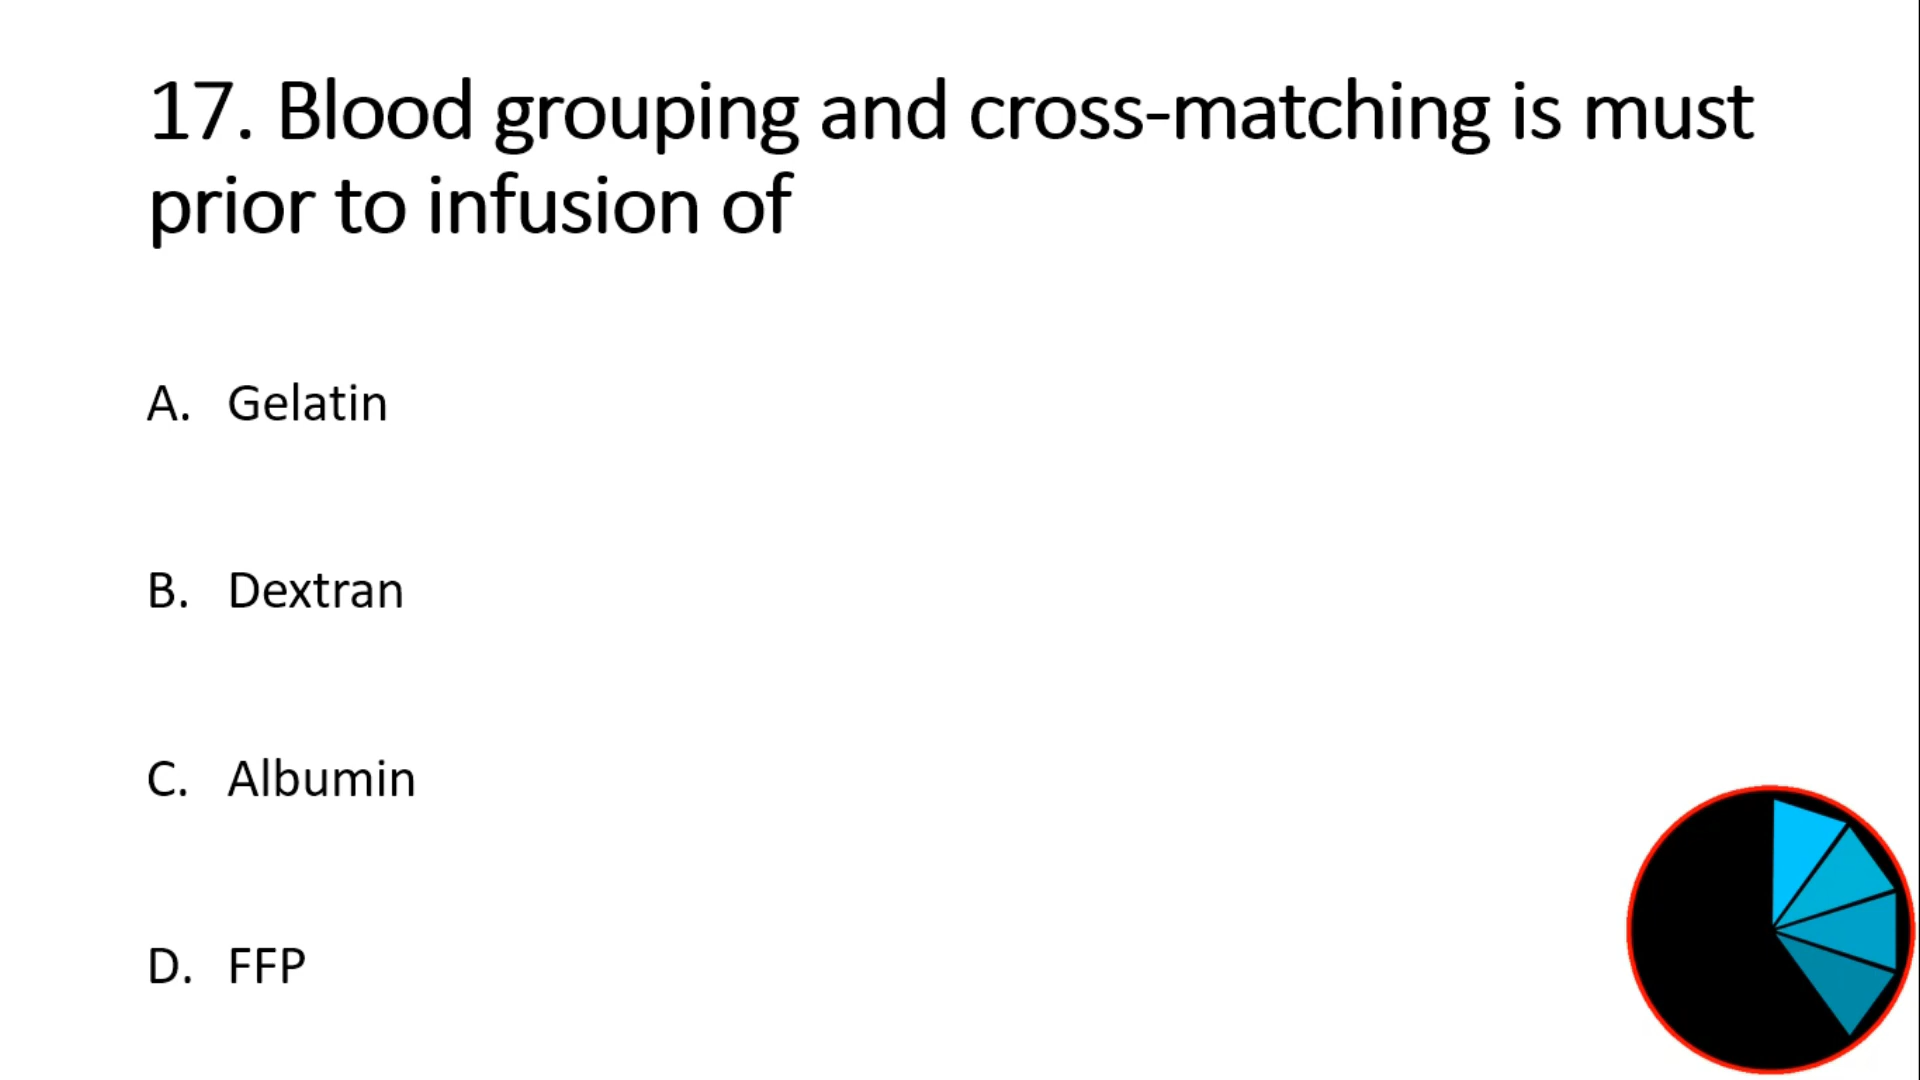 17. Blood grouping and cross-matching is must
prior to infusion of
A. Gelatin
B. Dextran
C. Albumin
D. FFP